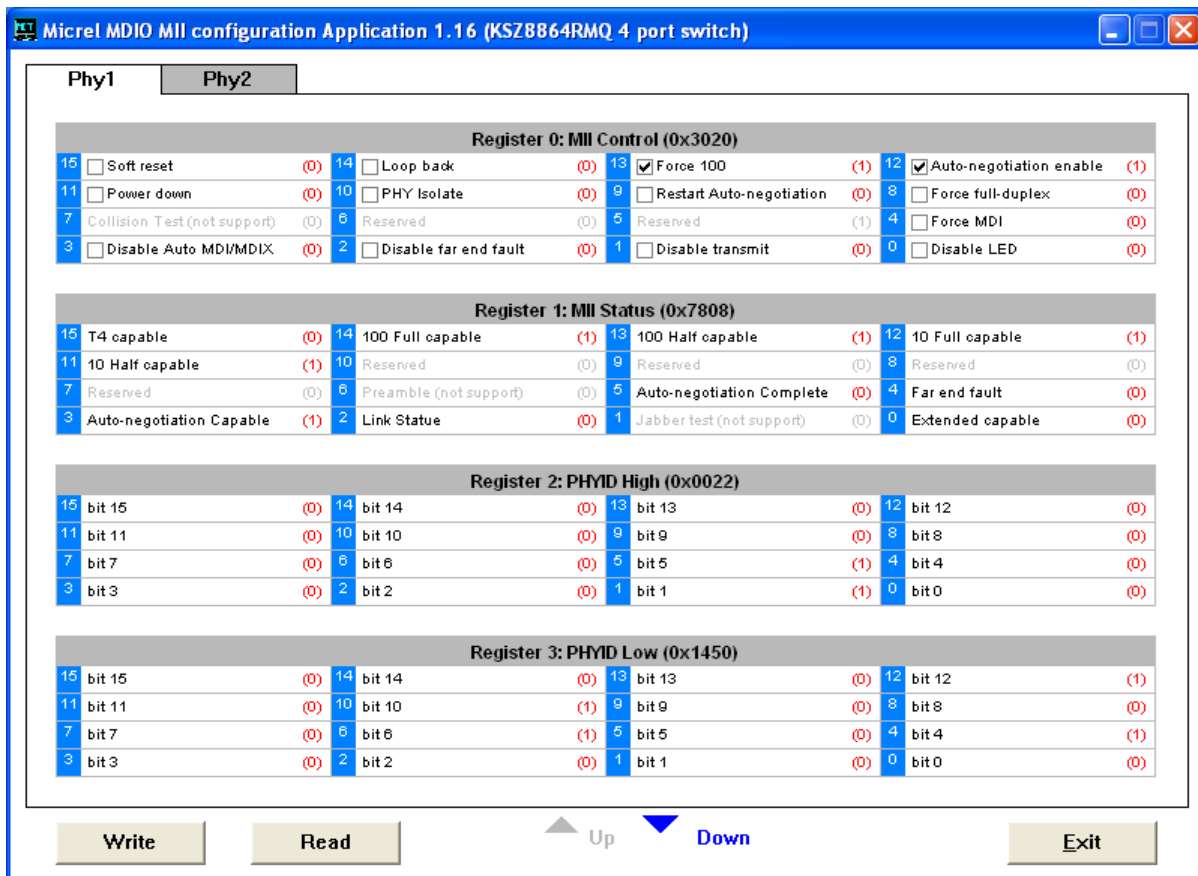 Micrel MDIO MII configuration Application 1.16 (KSZ8864RMQ 4 port switch)
Phy1 Phy2
Register 0: MII Control (0x3020)
15 Soft reset (0) 14 Loop back (0) 13 Force 100 (1) 12 Auto-negotiation enable (1)
11 Power down (0) 10 PHY Isolate (0) 9 Restart Auto-negotiation (0) 8 Force full-duplex (0)
7 Collision Test (not support) (0) 6 Reserved (0) 5 Reserved (1) 4 Force MDI (0)
3 Disable Auto MDI/MDIX (0) 2 Disable far end fault (0) 1 Disable transmit (0) 0 Disable LED (0)
Register 1: MII Status (0x7808)
15 T4 capable (0) 14 100 Full capable (1) 13 100 Half capable (1) 12 10 Full capable (1)
11 10 Half capable (1) 10 Reserved (0) 9 Reserved (0) 8 Reserved (0)
7 Reserved (0) 6 Preamble (not support) (0) 5 Auto-negotiation Complete (0) 4 Far end fault (0)
3 Auto-negotiation Capable (1) 2 Link Statue (0) 1 Jabber test (not support) (0) 0 Extended capable (0)
Register 2: PHYID High (0x0022)
15 bit 15 (0) 14 bit 14 (0) 13 bit 13 (0) 12 bit 12 (0)
11 bit 11 (0) 10 bit 10 (0) 9 bit 9 (0) 8 bit 8 (0)
7 bit 7 (0) 6 bit 6 (0) 5 bit 5 (1) 4 bit 4 (0)
3 bit 3 (0) 2 bit 2 (0) 1 bit 1 (1) 0 bit 0 (0)
Register 3: PHYID Low (0x1450)
15 bit 15 (0) 14 bit 14 (0) 13 bit 13 (0) 12 bit 12 (1)
11 bit 11 (0) 10 bit 10 (1) 9 bit 9 (0) 8 bit 8 (0)
7 bit 7 (0) 6 bit 6 (1) 5 bit 5 (0) 4 bit 4 (1)
3 bit 3 (0) 2 bit 2 (0) 1 bit 1 (0) 0 bit 0 (0)
Write Read Up Down Exit